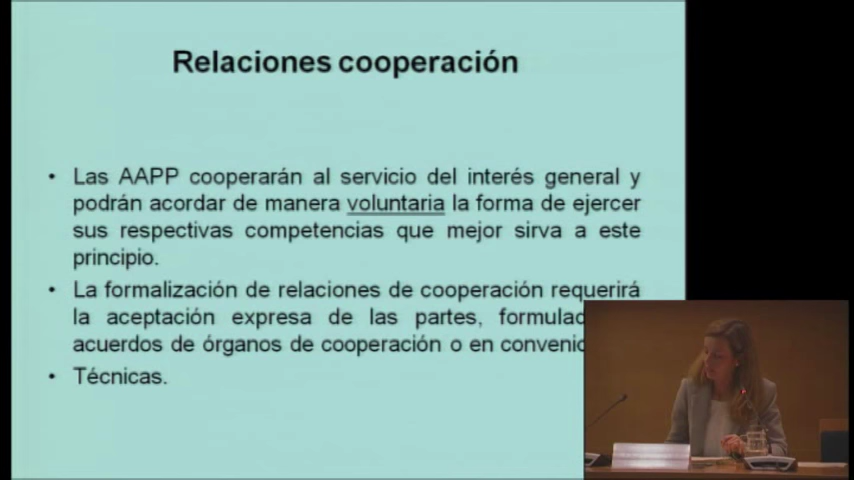 Relaciones cooperación
• Las AAPP cooperarán al servicio del interés general y
podrán acordar de manera voluntaria la forma de ejercer
sus respectivas competencias que mejor sirva a este
principio.
• La formalización de relaciones de cooperación requerirá
la aceptación expresa de las partes,
acuerdos de órganos de cooperación o en
• Técnicas.